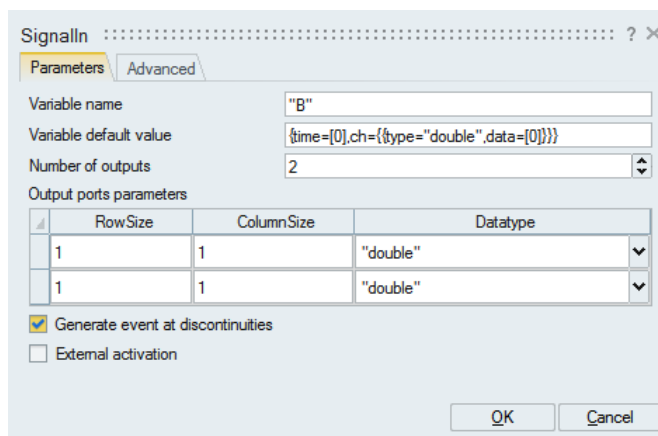 SignalIn ? ×
Parameters Advanced
Variable name "B"
Variable default value {time=[0],ch={{type="double",data=[0]}}}
Number of outputs 2
Output ports parameters
RowSize ColumnSize Datatype
1 1 "double"
1 1 "double"
Generate event at discontinuities
External activation
OK Cancel